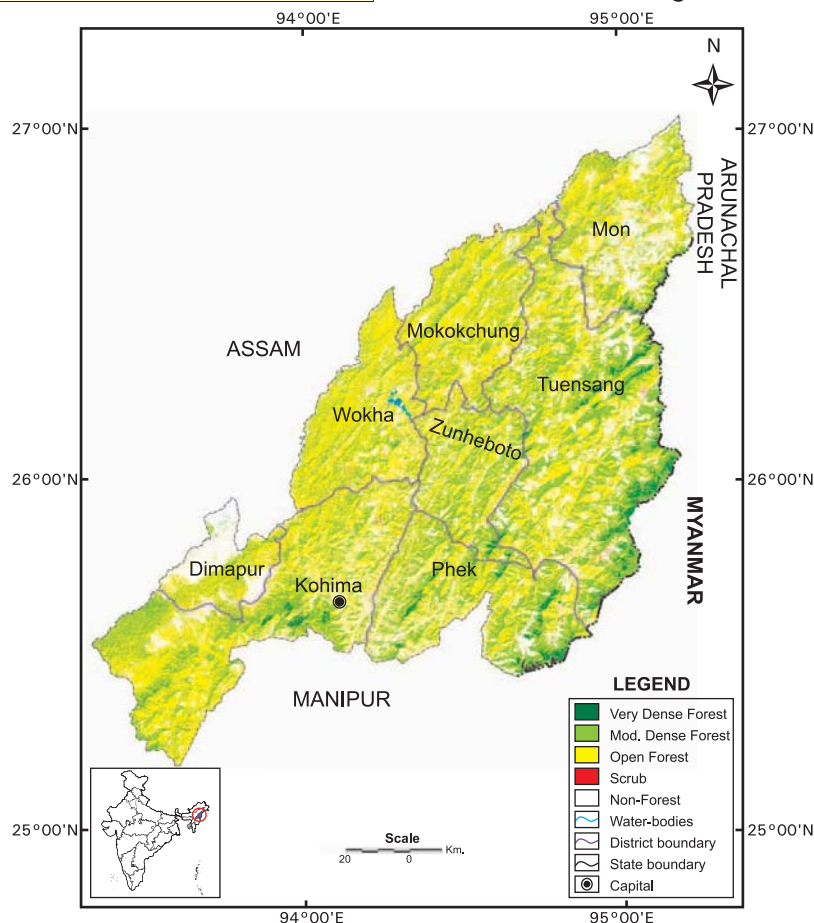 94°00'E
95°00'E
N
27°00'N
27°00'N
ARUNACHAL
PRADESH
Mon
Mokokchung
ASSAM
Tuensang
Wokha
Zunheboto
26°00'N
26°00'N
MYANMAR
Dimapur
Kohima
Phek
MANIPUR
LEGEND
Very Dense Forest
Mod. Dense Forest
Open Forest
Scrub
Non-Forest
Water-bodies
District boundary
State boundary
Capital
25°00'N
25°00'N
Scale
20 0 Km.
94°00'E
95°00'E